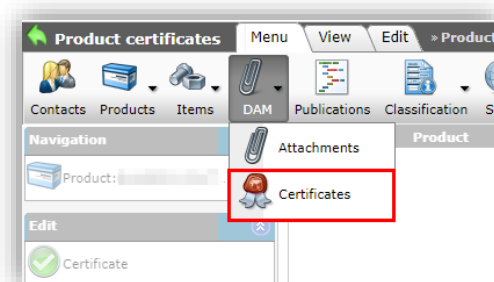 Product certificates Menu View Edit » Product
Contacts Products Items DAM Publications Classification S
Navigation Product
Attachments
Product:
Certificates
Edit
Certificate